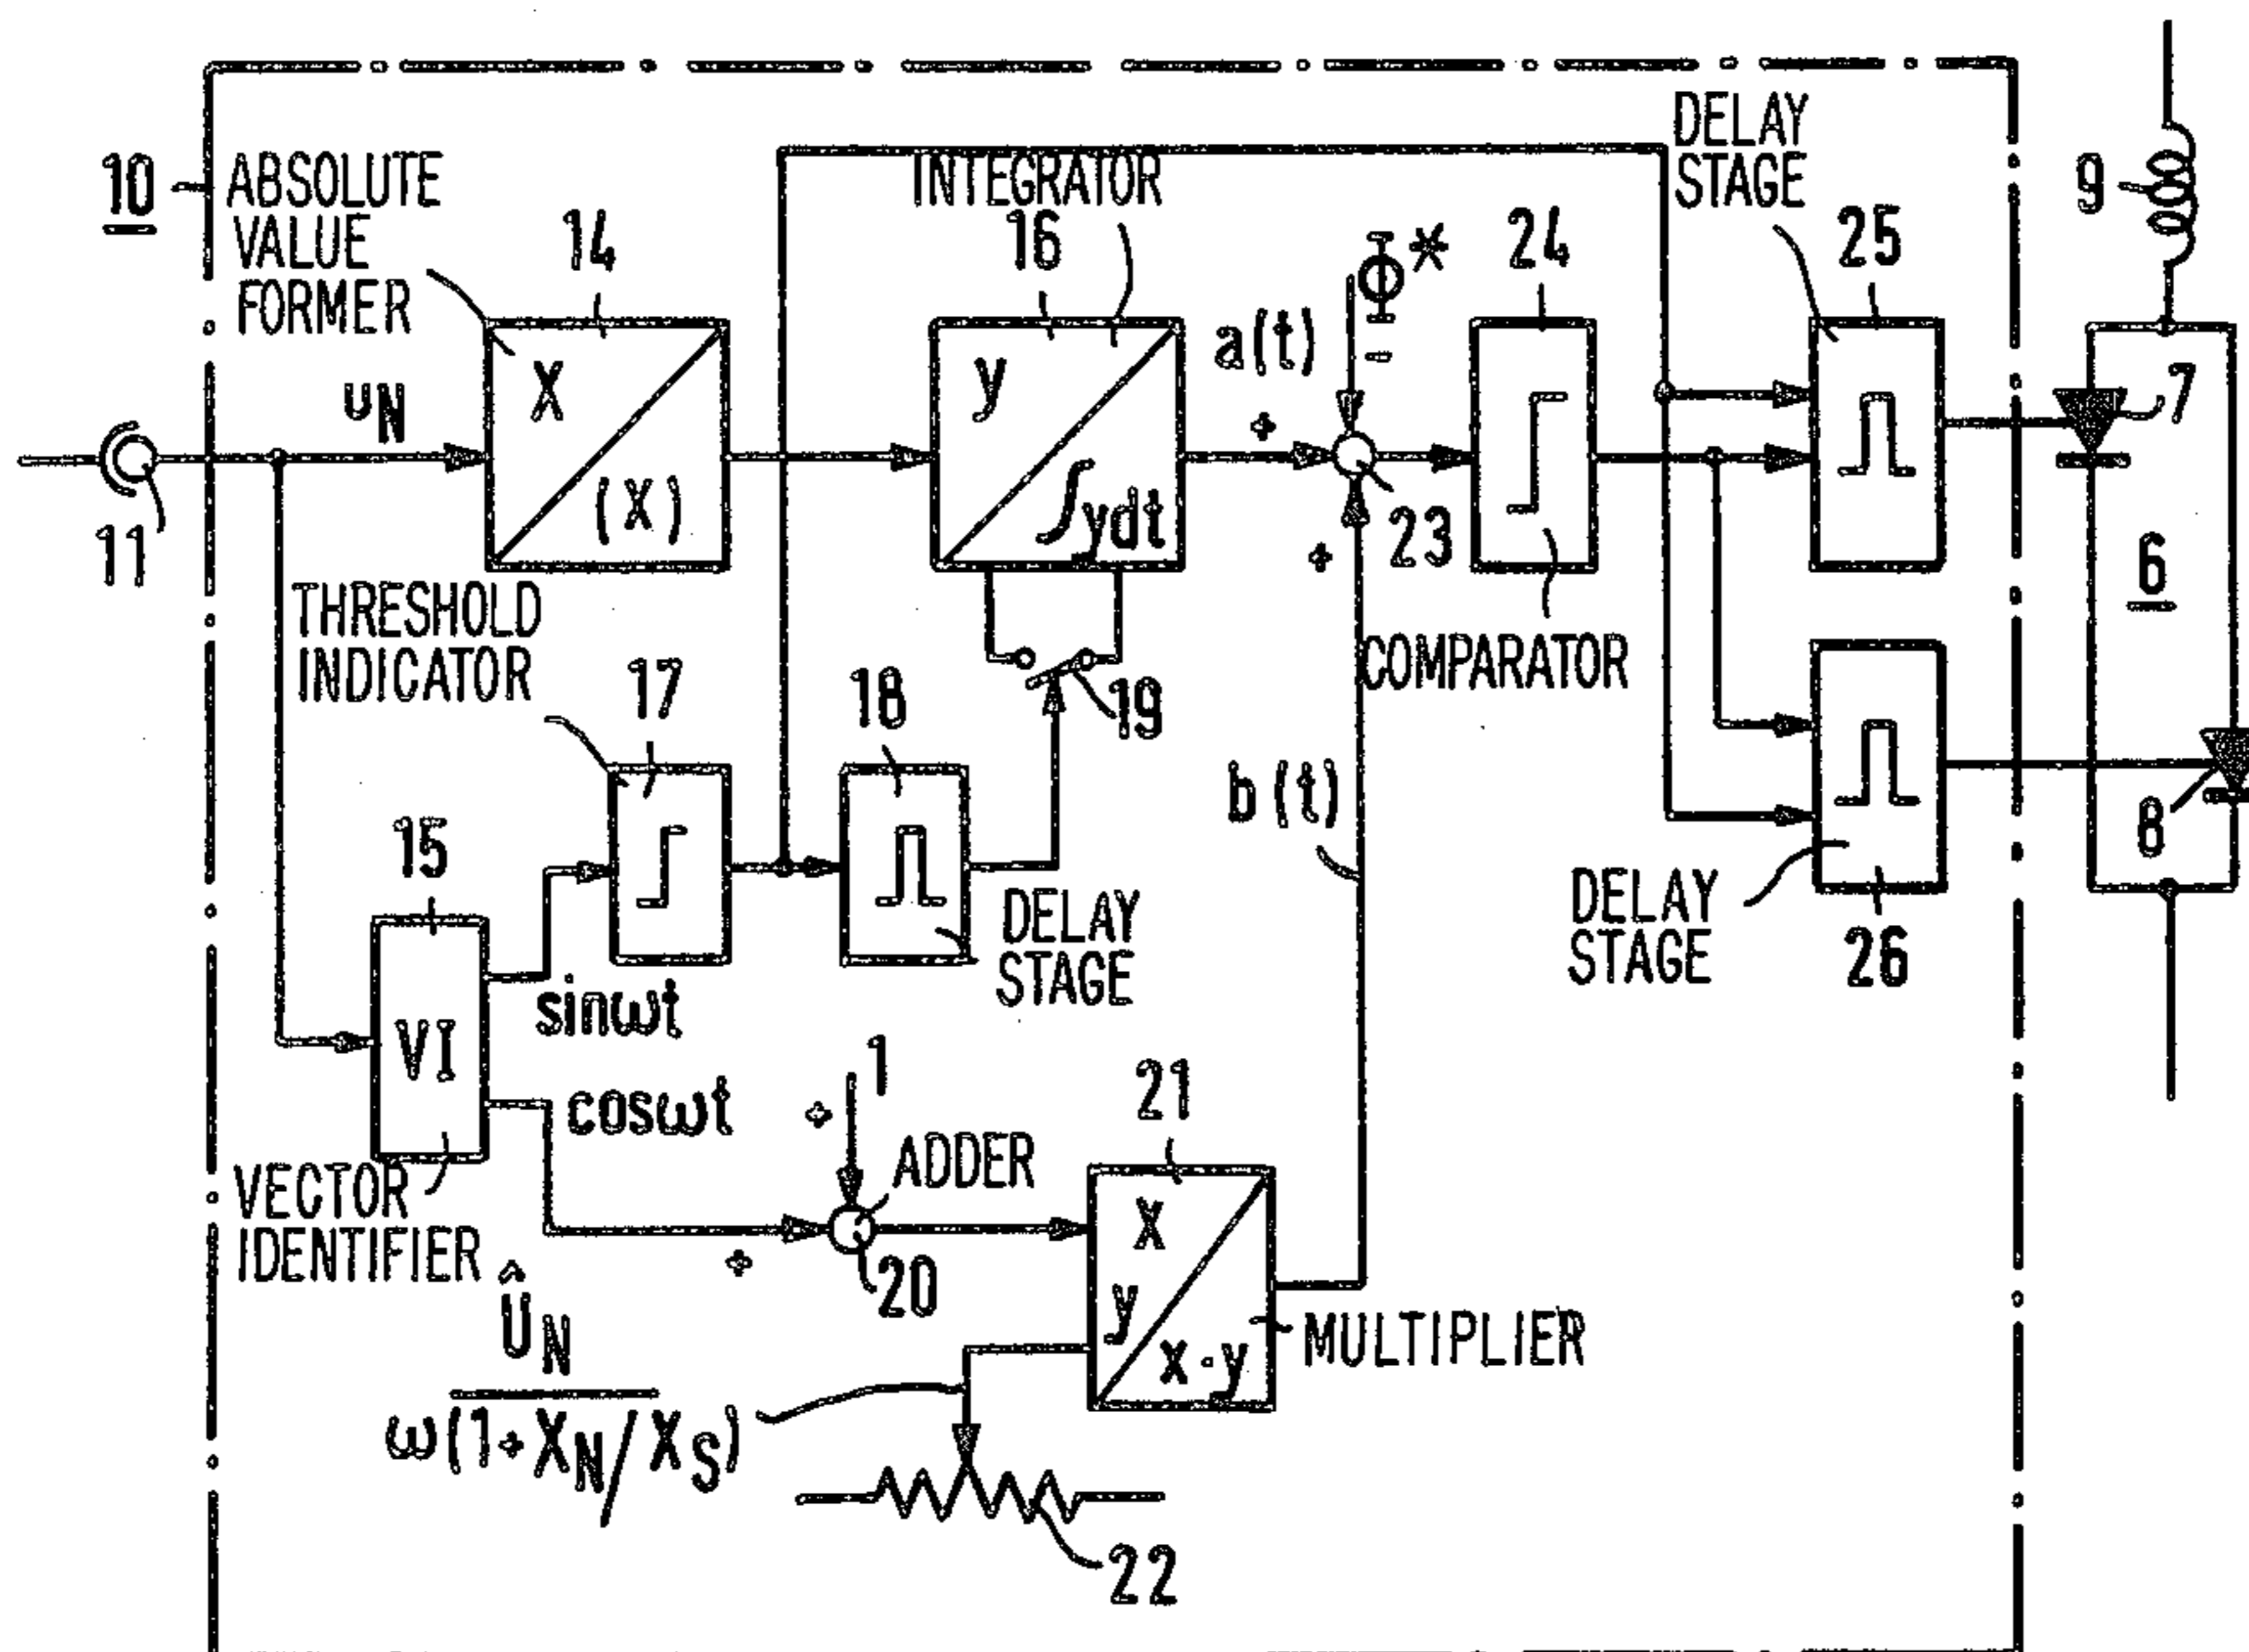 DELAY
STAGE
10
ABSOLUTE
VALUE
FORMER
14
INTEGRATOR
16
Φ*
24
25
9
X
(X)
y
∫ydt
a(t)
-
+
7
uN
11
23
+
6
THRESHOLD
INDICATOR
17
18
19
COMPARATOR
b(t)
8
15
VI
DELAY
STAGE
DELAY
STAGE
26
sinωt
cosωt
1
+
ADDER
21
VECTOR
IDENTIFIER
+
20
X
y
X·y
MULTIPLIER
ÛN
ω(1+XN/XS)
22